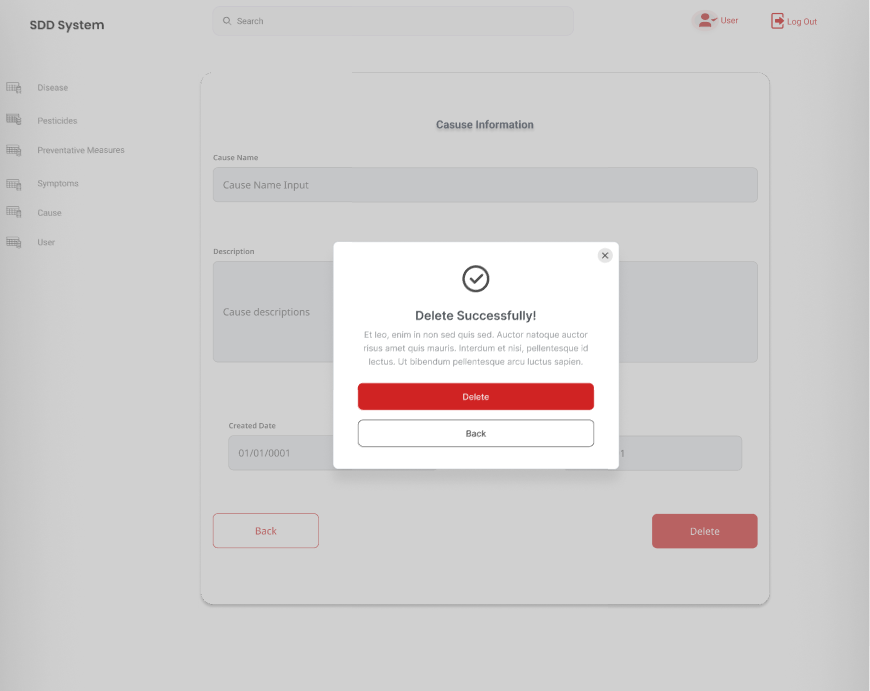 SDD System
Search
User
Log Out
Disease
Pesticides
Preventative Measures
Symptoms
Cause
User
Casuse Information
Cause Name
Cause Name Input
Description
Cause descriptions
Delete Successfully!
Et leo, enim in non sed quis sed. Auctor natoque auctor
risus amet quis mauris. Interdum et nisi, pellentesque id
lectus. Ut bibendum pellentesque arcu luctus sapien.
Delete
Back
Created Date
01/01/0001
1
Back
Delete